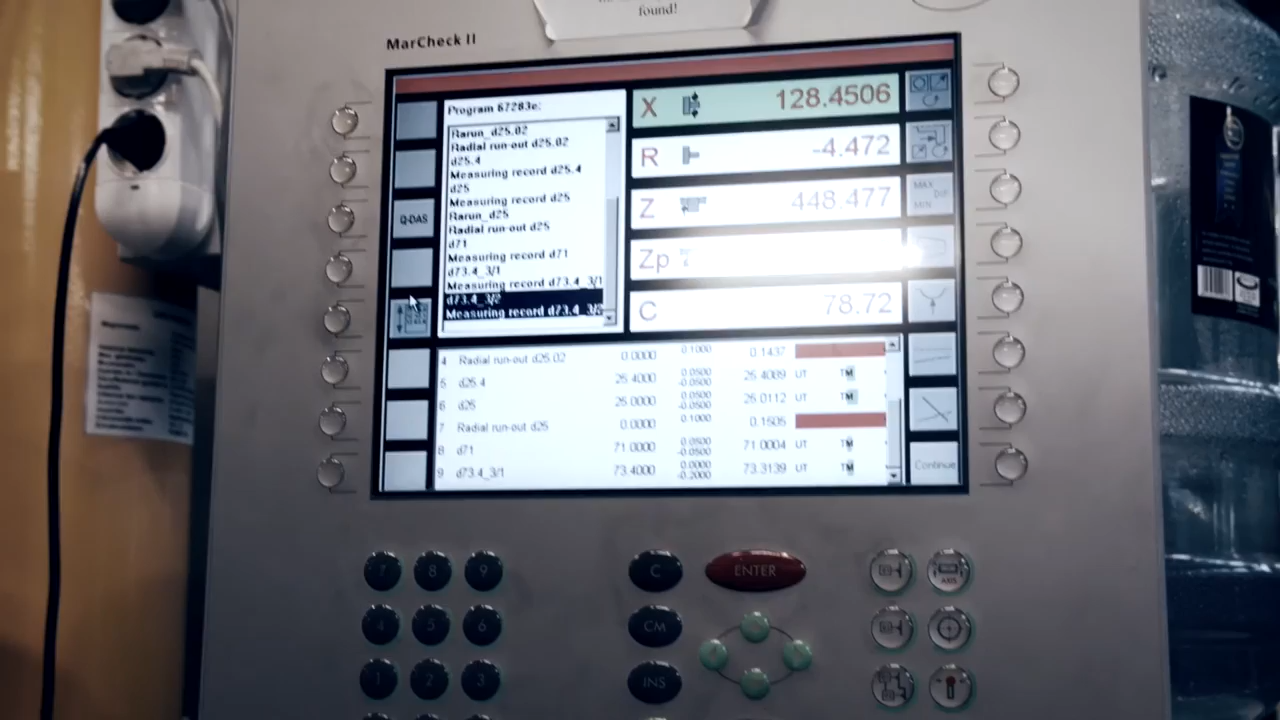 found!
MarCheck II
Program 67283e:
Rarun_d25.02
Radial run-out d25.02
d25.4
Measuring record d25.4
d25
Measuring record d25
Rarun_d25
Radial run-out d25
d71
Measuring record d71
d73.4_3/1
Measuring record d73.4_3/1
d73.4_3/2
Measuring record d73.4_3/2
Q-DAS
X 128.4506
R -4.472
Z 448.477
Zp
C 78.72
MAX
MIN
DIF
Continue
4 Radial run-out d25.02 0.0000 0.1000 0.1437
5 d25.4 25.4000 0.0500 -0.0500 25.4089 UT TM
6 d25 25.0000 0.0500 -0.0500 25.0112 UT TM
7 Radial run-out d25 0.0000 0.1000 0.1505
8 d71 71.0000 0.0500 -0.0500 71.0004 UT TM
9 d73.4_3/1 73.4000 0.0000 -0.2000 73.3139 UT TM
7 8 9 C ENTER
4 5 6 CM
1 2 3 INS